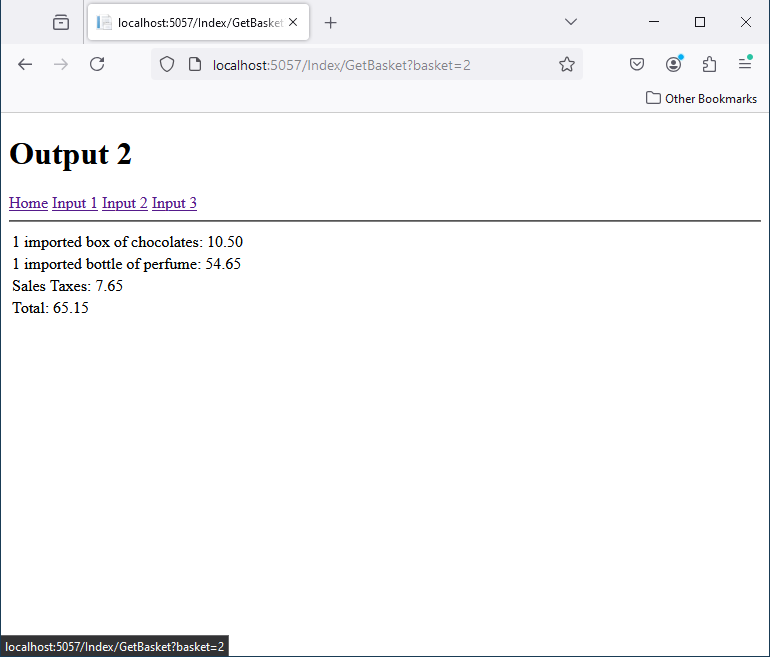 localhost:5057/Index/GetBasket
localhost:5057/Index/GetBasket?basket=2
Other Bookmarks
Output 2
Home Input 1 Input 2 Input 3
1 imported box of chocolates: 10.50
1 imported bottle of perfume: 54.65
Sales Taxes: 7.65
Total: 65.15
localhost:5057/Index/GetBasket?basket=2